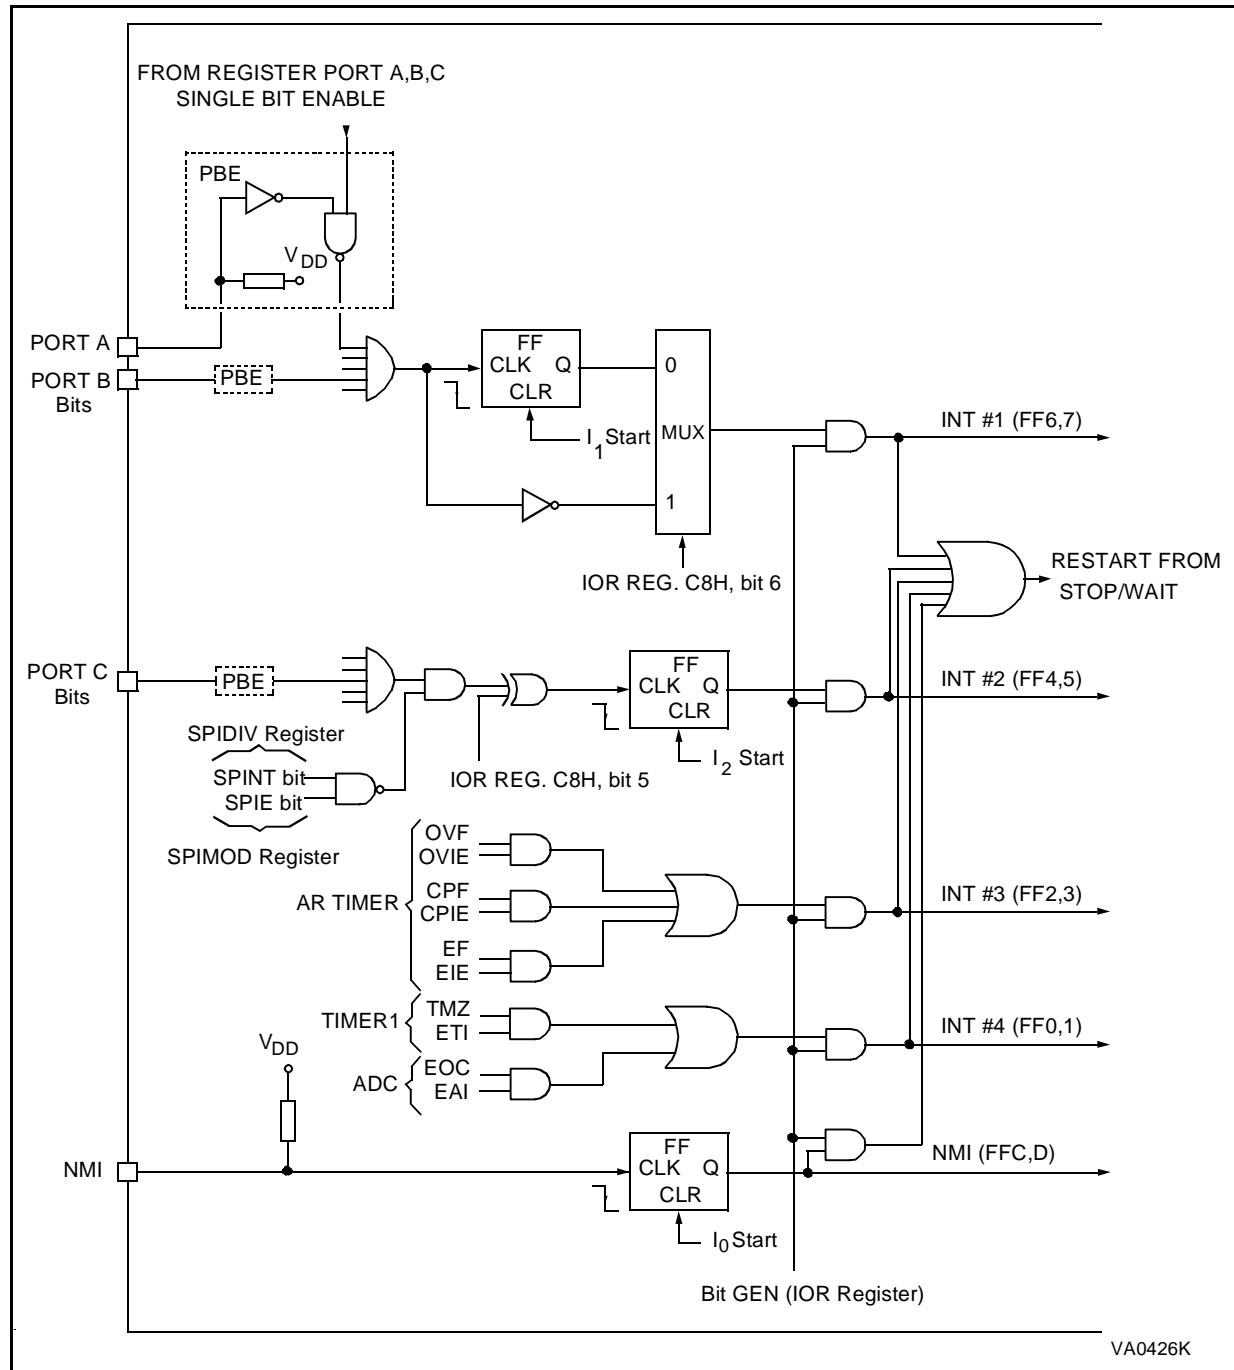 FROM REGISTER PORT A,B,C
SINGLE BIT ENABLE
PBE
VDD
PORT A
PORT B
Bits
PBE
FF
CLK Q
CLR
I1 Start
0
MUX
1
IOR REG. C8H, bit 6
INT #1 (FF6,7)
RESTART FROM
STOP/WAIT
PORT C
Bits
PBE
FF
CLK Q
CLR
I2 Start
INT #2 (FF4,5)
SPIDIV Register
SPINT bit
SPIE bit
SPIMOD Register
IOR REG. C8H, bit 5
AR TIMER
OVF
OVIE
CPF
CPIE
EF
EIE
INT #3 (FF2,3)
TIMER1
TMZ
ETI
INT #4 (FF0,1)
ADC
EOC
EAI
VDD
NMI
FF
CLK Q
CLR
I0 Start
NMI (FFC,D)
Bit GEN (IOR Register)
VA0426K